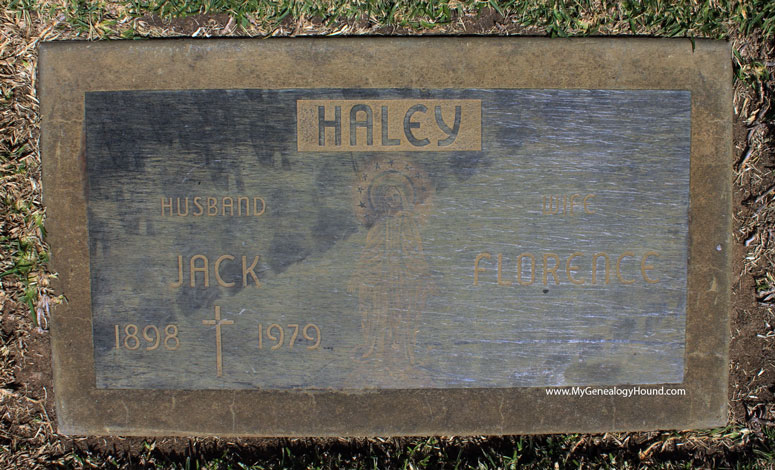 HALEY
HUSBAND WIFE
JACK FLORENCE
1898 1979
www.MyGenealogyHound.com